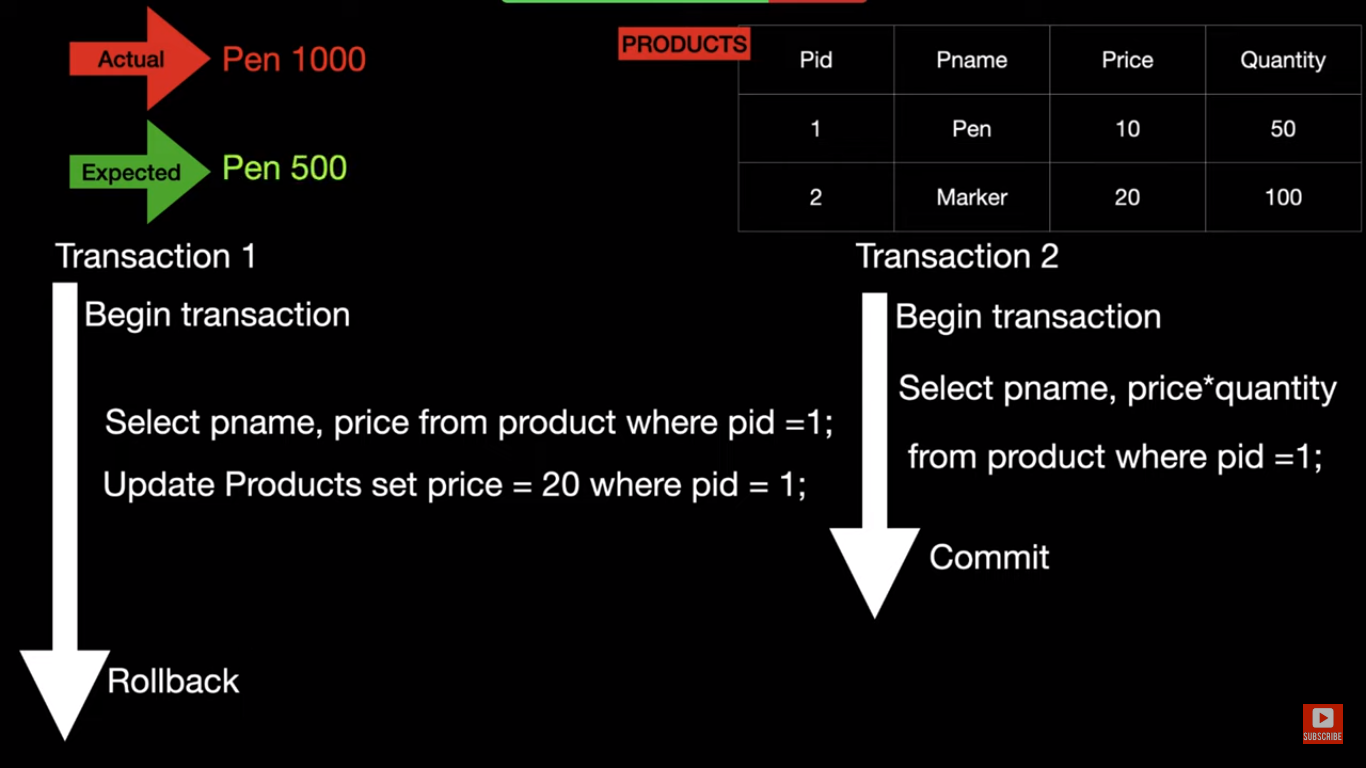 Actual
Pen 1000
Expected
Pen 500
PRODUCTS
Pid Pname Price Quantity
1 Pen 10 50
2 Marker 20 100
Transaction 1
Begin transaction
Select pname, price from product where pid =1;
Update Products set price = 20 where pid = 1;
Rollback
Transaction 2
Begin transaction
Select pname, price*quantity
from product where pid =1;
Commit
SUBSCRIBE